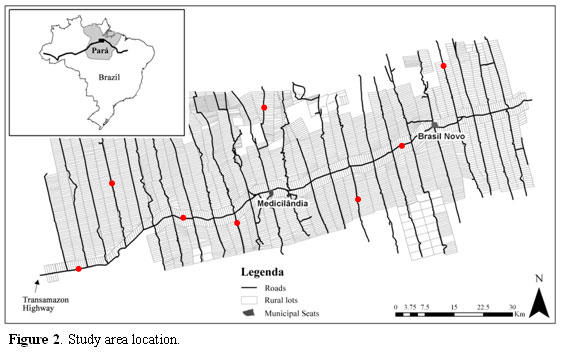 Pará
Brazil
Brasil Novo
Medicilândia
Legenda
Roads
Rural lots
Municipal Seats
Transamazon
Highway
N
0 3.75 7.5 15 22.5 30
Km
Figure 2. Study area location.